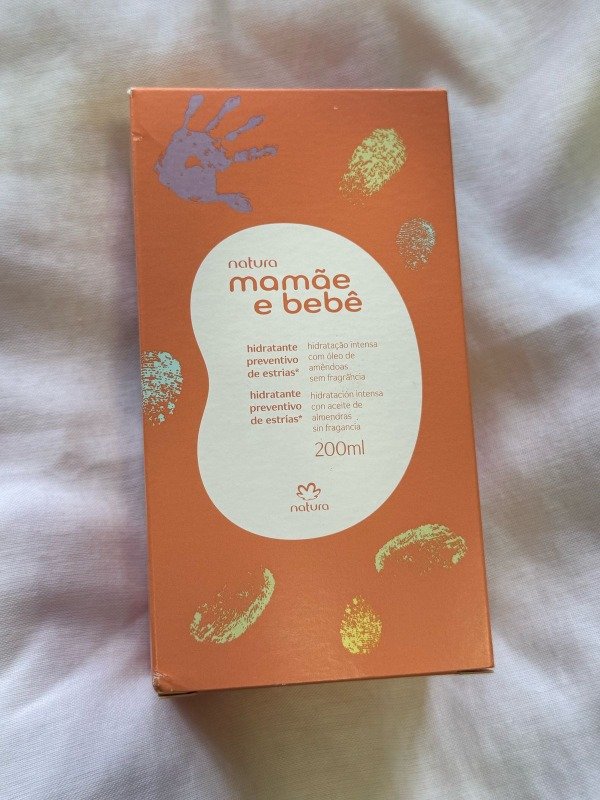 natura
mamãe
e bebê
hidratante
preventivo
de estrias*
hidratação intensa
com óleo de
amêndoas
sem fragrância
hidratante
preventivo
de estrias*
hidratación intensa
con aceite de
almendras
sin fragancia
200ml
natura